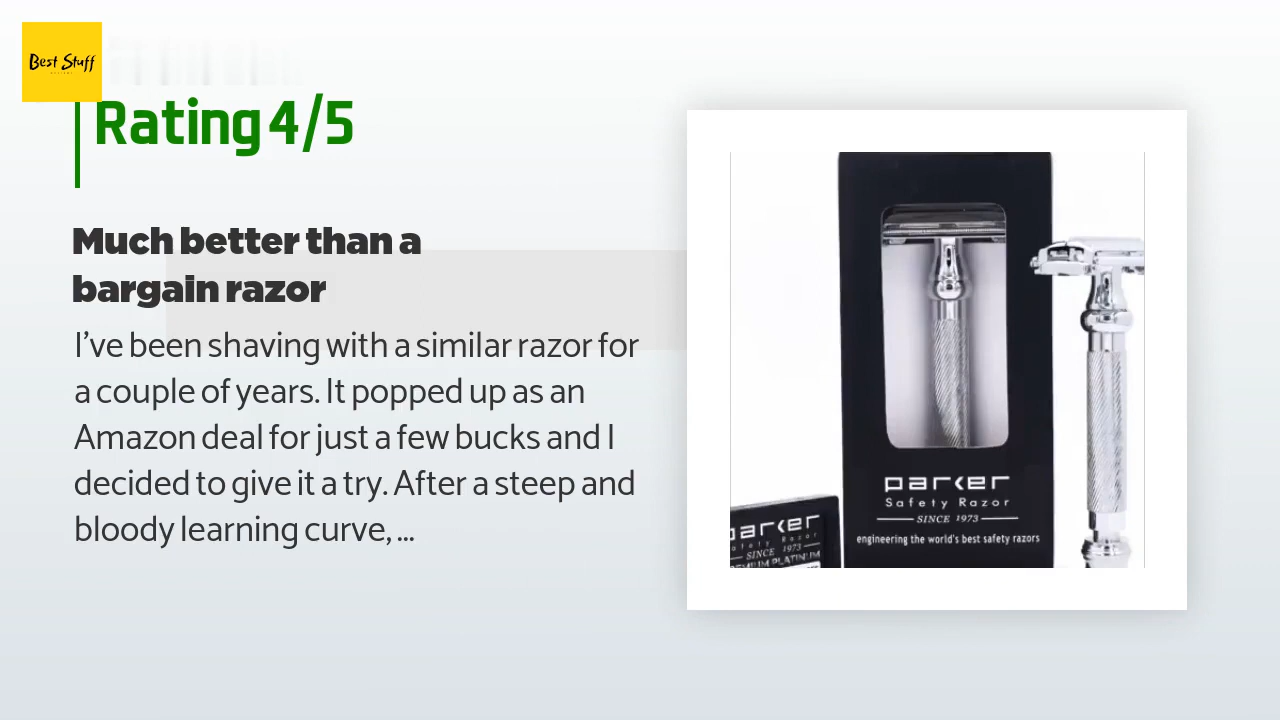 Best Stuff
Rating 4/5
Much better than a
bargain razor
I've been shaving with a similar razor for
a couple of years. It popped up as an
Amazon deal for just a few bucks and I
decided to give it a try. After a steep and
bloody learning curve, ...
parker
Safety Razor
SINCE 1973
engineering the world's best safety razors
parker
Safety Razor
SINCE 1973
PREMIUM PLATINUM